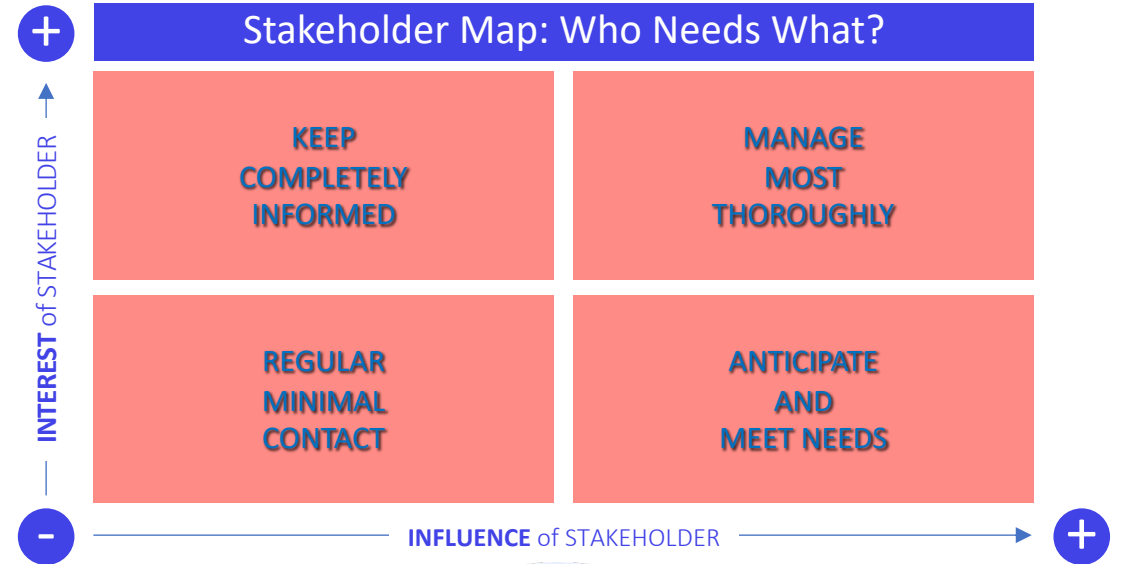 +
Stakeholder Map: Who Needs What?
KEEP
COMPLETELY
INFORMED
MANAGE
MOST
THOROUGHLY
INTEREST of STAKEHOLDER
REGULAR
MINIMAL
CONTACT
ANTICIPATE
AND
MEET NEEDS
-
INFLUENCE of STAKEHOLDER
+